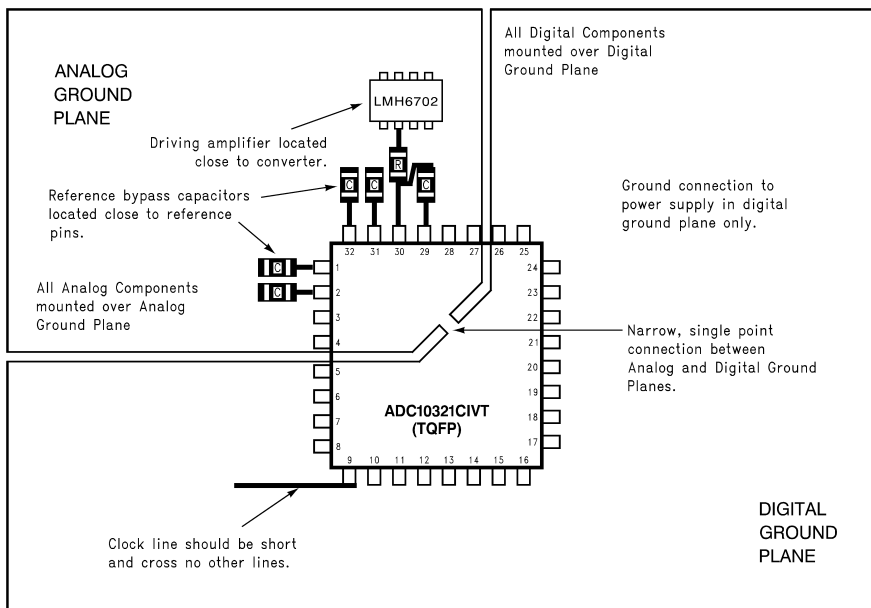 All Digital Components
mounted over Digital
Ground Plane
ANALOG
GROUND
PLANE
LMH6702
Driving amplifier located
close to converter.
R
C
C
C
Reference bypass capacitors
located close to reference
pins.
Ground connection to
power supply in digital
ground plane only.
32
31
30
29
28
27
26
25
C
C
1
2
3
4
5
6
7
8
24
23
22
21
20
19
18
17
All Analog Components
mounted over Analog
Ground Plane
Narrow, single point
connection between
Analog and Digital Ground
Planes.
ADC10321CIVT
(TQFP)
9
10
11
12
13
14
15
16
Clock line should be short
and cross no other lines.
DIGITAL
GROUND
PLANE